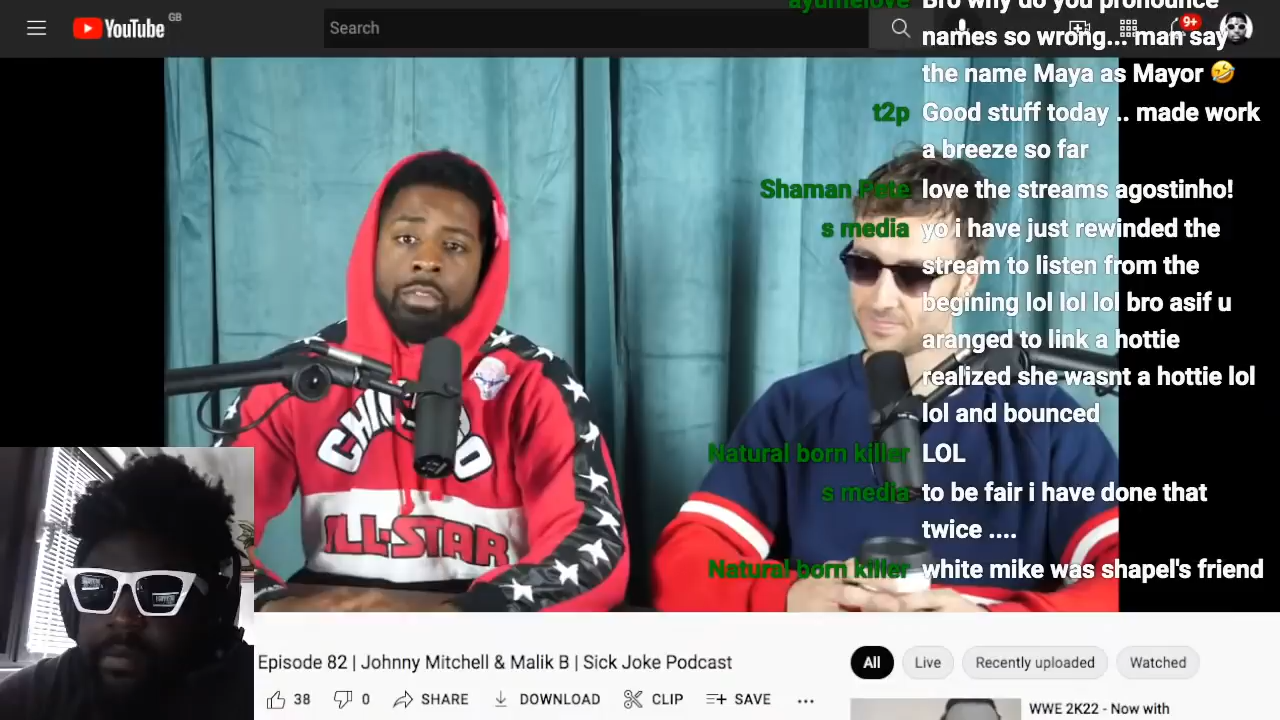 YouTube GB
Search
9+
ayumelove Bro why do you pronounce
names so wrong... man say
the name Maya as Mayor 🤣
t2p Good stuff today .. made work
a breeze so far
Shaman Pete love the streams agostinho!
s media yo i have just rewinded the
stream to listen from the
begining lol lol lol bro asif u
aranged to link a hottie
realized she wasnt a hottie lol
lol and bounced
Natural born killer LOL
s media to be fair i have done that
twice ....
Natural born killer white mike was shapel's friend
ALL-STAR
Episode 82 | Johnny Mitchell & Malik B | Sick Joke Podcast
38 0 SHARE DOWNLOAD CLIP SAVE ...
All Live Recently uploaded Watched
WWE 2K22 - Now with